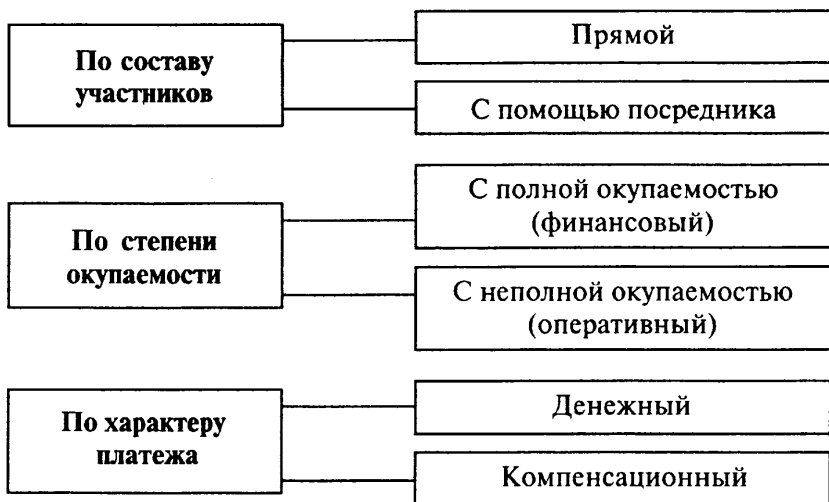 По составу
участников
Прямой
С помощью посредника
По степени
окупаемости
С полной окупаемостью
(финансовый)
С неполной окупаемостью
(оперативный)
По характеру
платежа
Денежный
Компенсационный